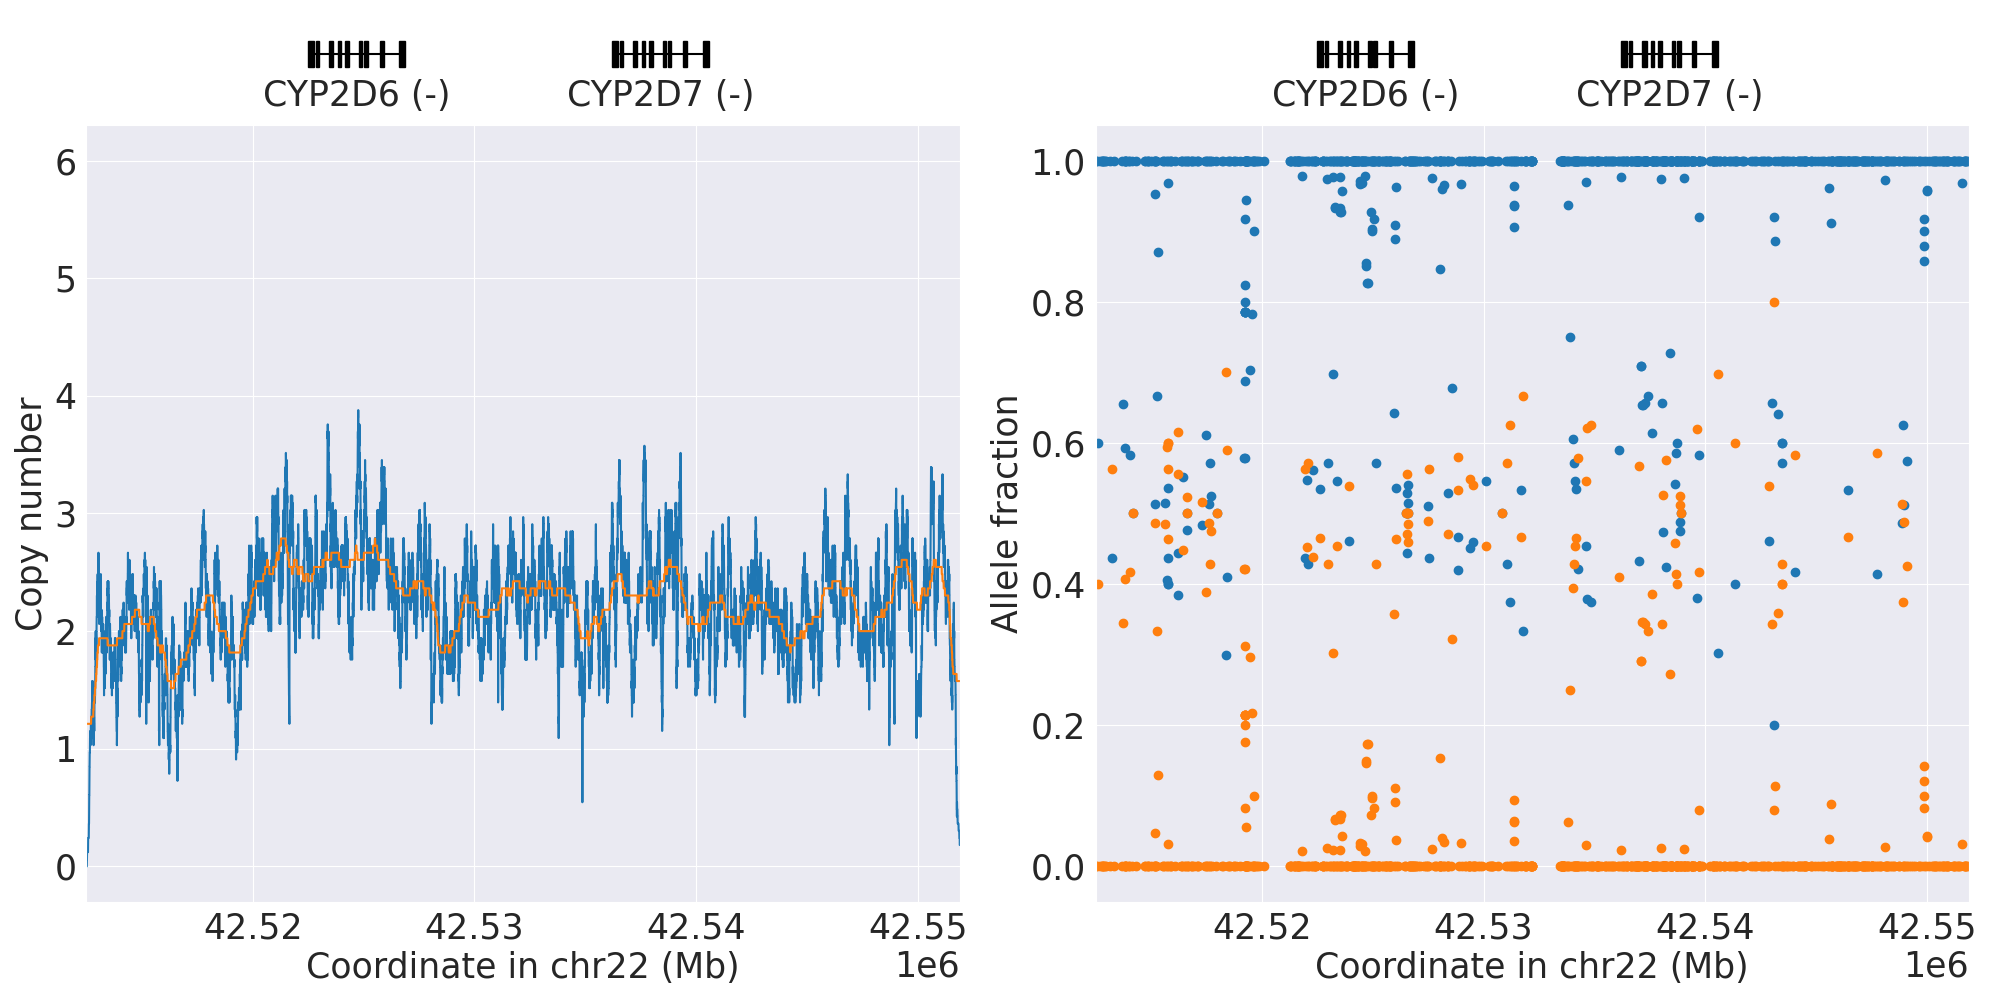 CYP2D6 (-) CYP2D7 (-)
6
5
4
3
2
1
0
Copy number
42.52 42.53 42.54 42.55
Coordinate in chr22 (Mb) 1e6
CYP2D6 (-) CYP2D7 (-)
1.0
0.8
0.6
0.4
0.2
0.0
Allele fraction
42.52 42.53 42.54 42.55
Coordinate in chr22 (Mb) 1e6